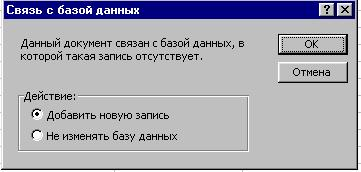 Связь с базой данных
Данный документ связан с базой данных, в
которой такая запись отсутствует.
OK
Отмена
Действие:
Добавить новую запись
Не изменять базу данных